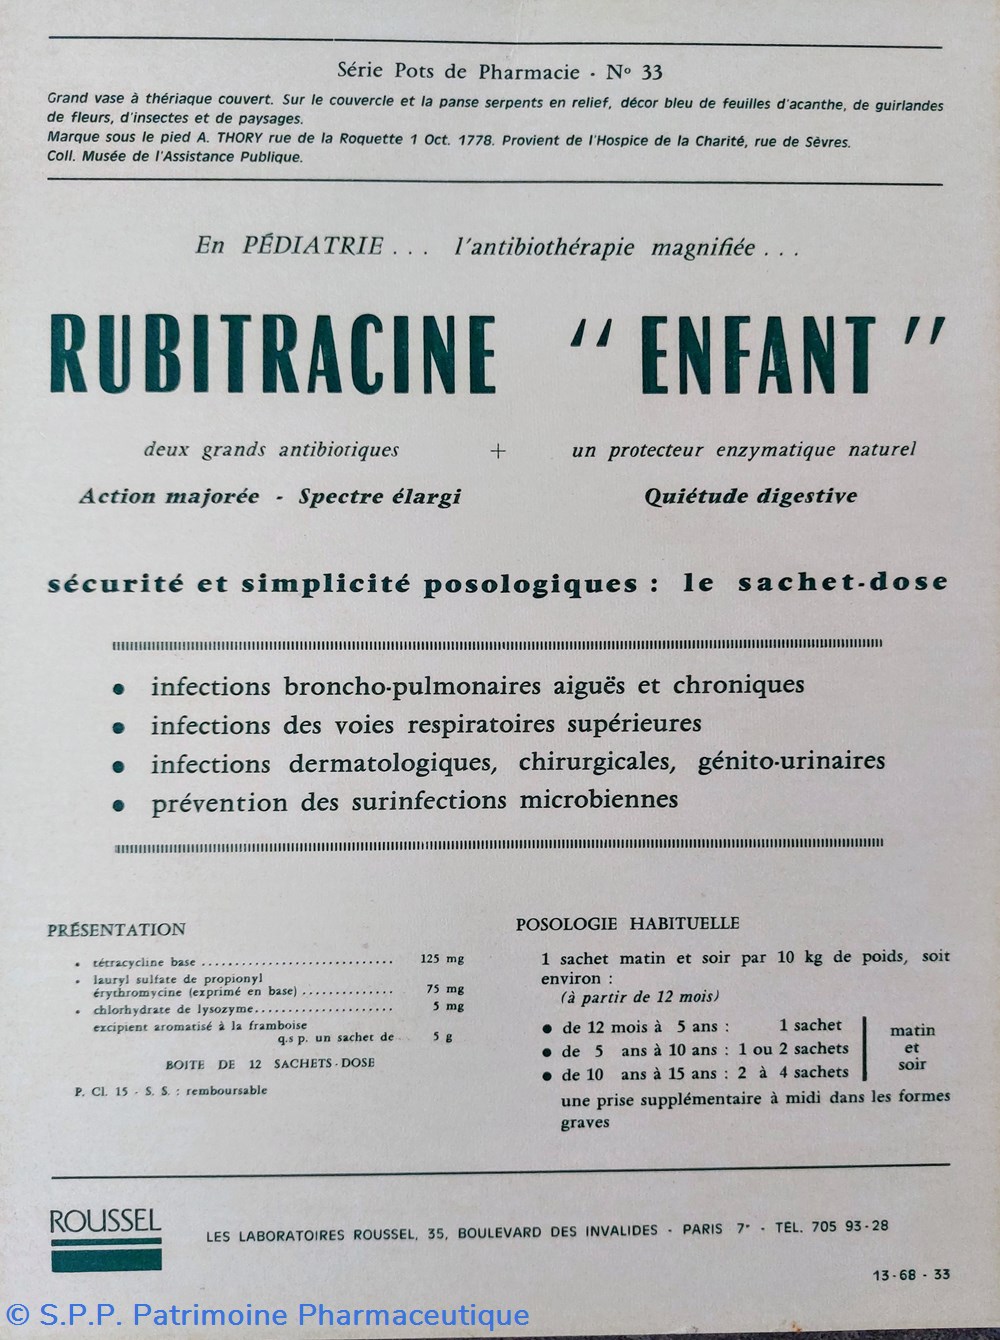 Série Pots de Pharmacie - N° 33
Grand vase à thériaque couvert. Sur le couvercle et la panse serpents en relief, décor bleu de feuilles d'acanthe, de guirlandes
de fleurs, d'insectes et de paysages.
Marque sous le pied A. THORY rue de la Roquette 1 Oct. 1778. Provient de l'Hospice de la Charité, rue de Sèvres.
Coll. Musée de l'Assistance Publique.
En PÉDIATRIE . . . l'antibiothérapie magnifiée . . .
RUBITRACINE " ENFANT "
deux grands antibiotiques + un protecteur enzymatique naturel
Action majorée - Spectre élargi Quiétude digestive
sécurité et simplicité posologiques : le sachet-dose
• infections broncho-pulmonaires aiguës et chroniques
• infections des voies respiratoires supérieures
• infections dermatologiques, chirurgicales, génito-urinaires
• prévention des surinfections microbiennes
PRÉSENTATION
• tétracycline base ............................ 125 mg
• lauryl sulfate de propionyl
érythromycine (exprimé en base) .............. 75 mg
• chlorhydrate de lysozyme..................... 5 mg
excipient aromatisé à la framboise
q.s p. un sachet de 5 g
BOITE DE 12 SACHETS-DOSE
P. Cl. 15 - S. S. : remboursable
POSOLOGIE HABITUELLE
1 sachet matin et soir par 10 kg de poids, soit
environ :
(à partir de 12 mois)
• de 12 mois à 5 ans : 1 sachet
• de 5 ans à 10 ans : 1 ou 2 sachets
• de 10 ans à 15 ans : 2 à 4 sachets
matin
et
soir
une prise supplémentaire à midi dans les formes
graves
ROUSSEL
LES LABORATOIRES ROUSSEL, 35, BOULEVARD DES INVALIDES - PARIS 7e - TÉL. 705 93-28
13-68 - 33
© S.P.P. Patrimoine Pharmaceutique